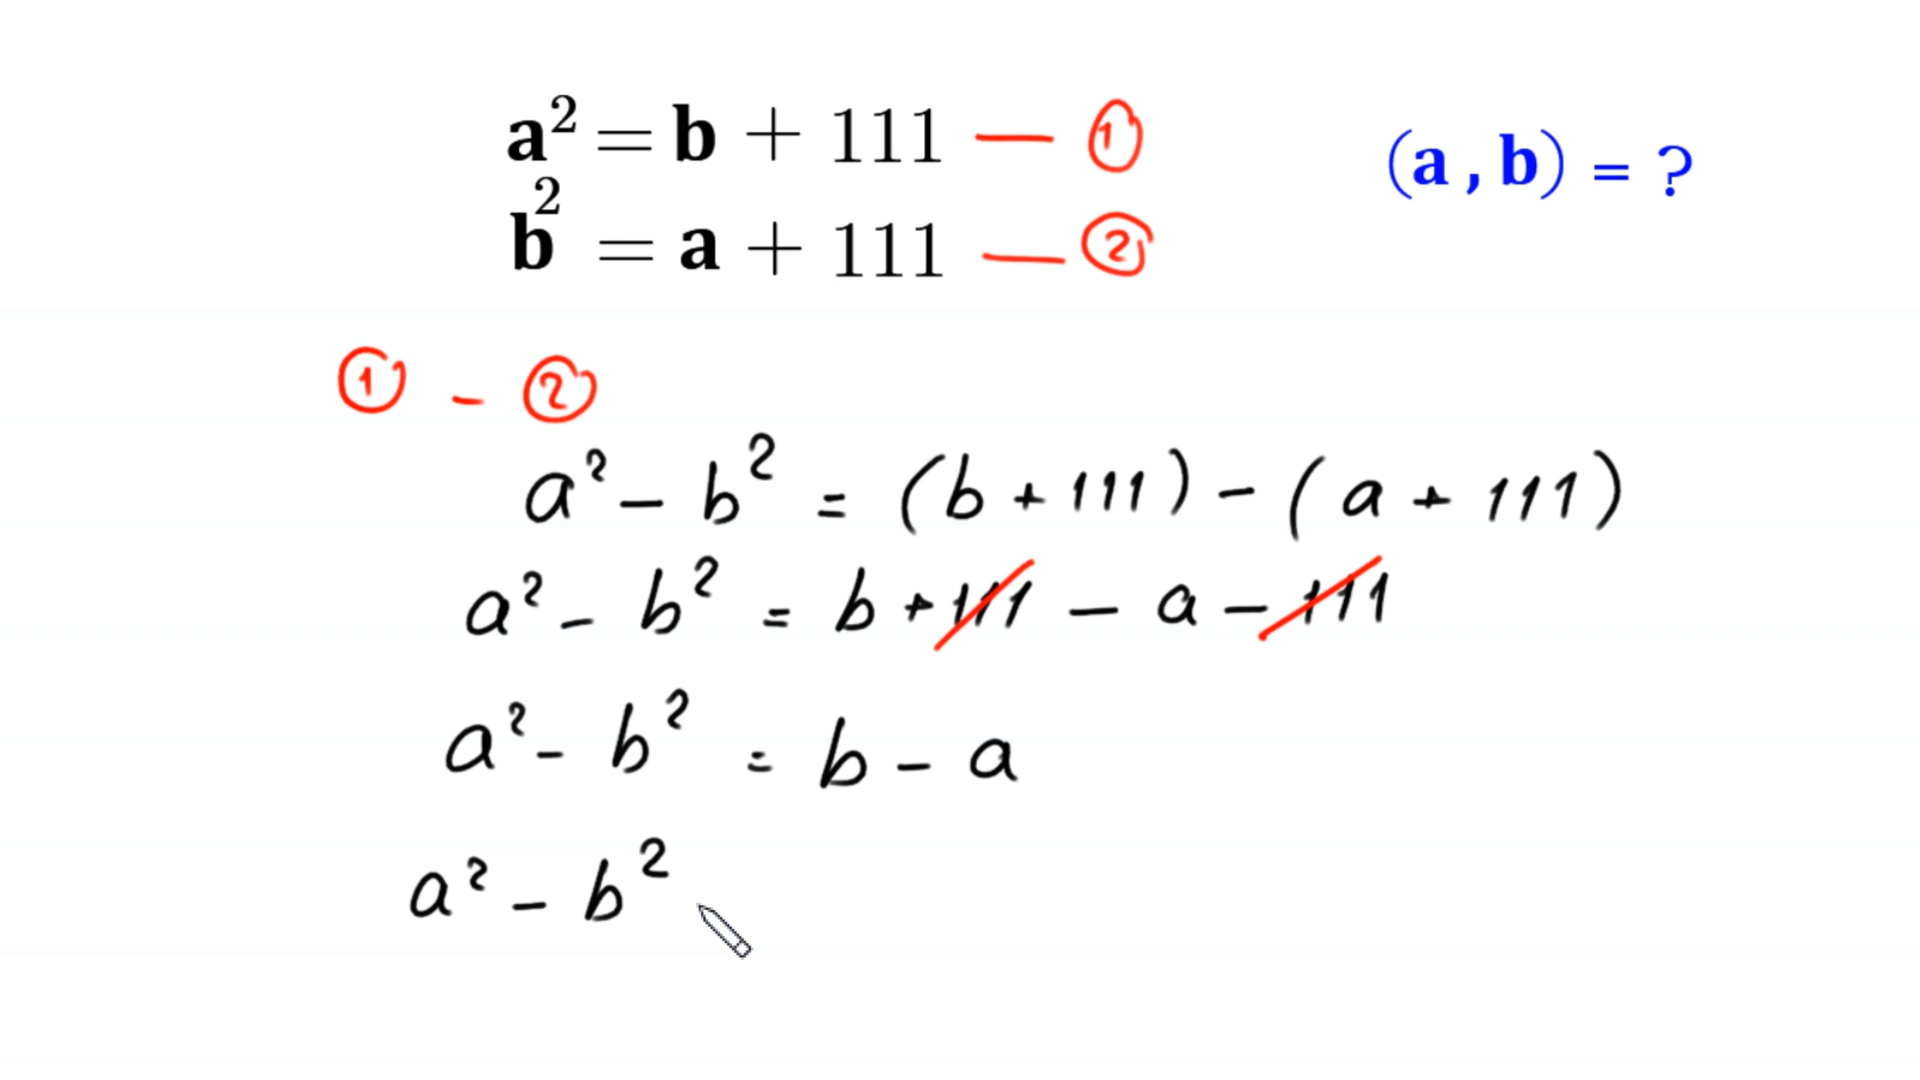 a² = b + 111 — ①
(a , b) = ?
b² = a + 111 — ②
① - ②
a² - b² = (b + 111) - (a + 111)
a² - b² = b + 111 - a - 111
a² - b² = b - a
a² - b²